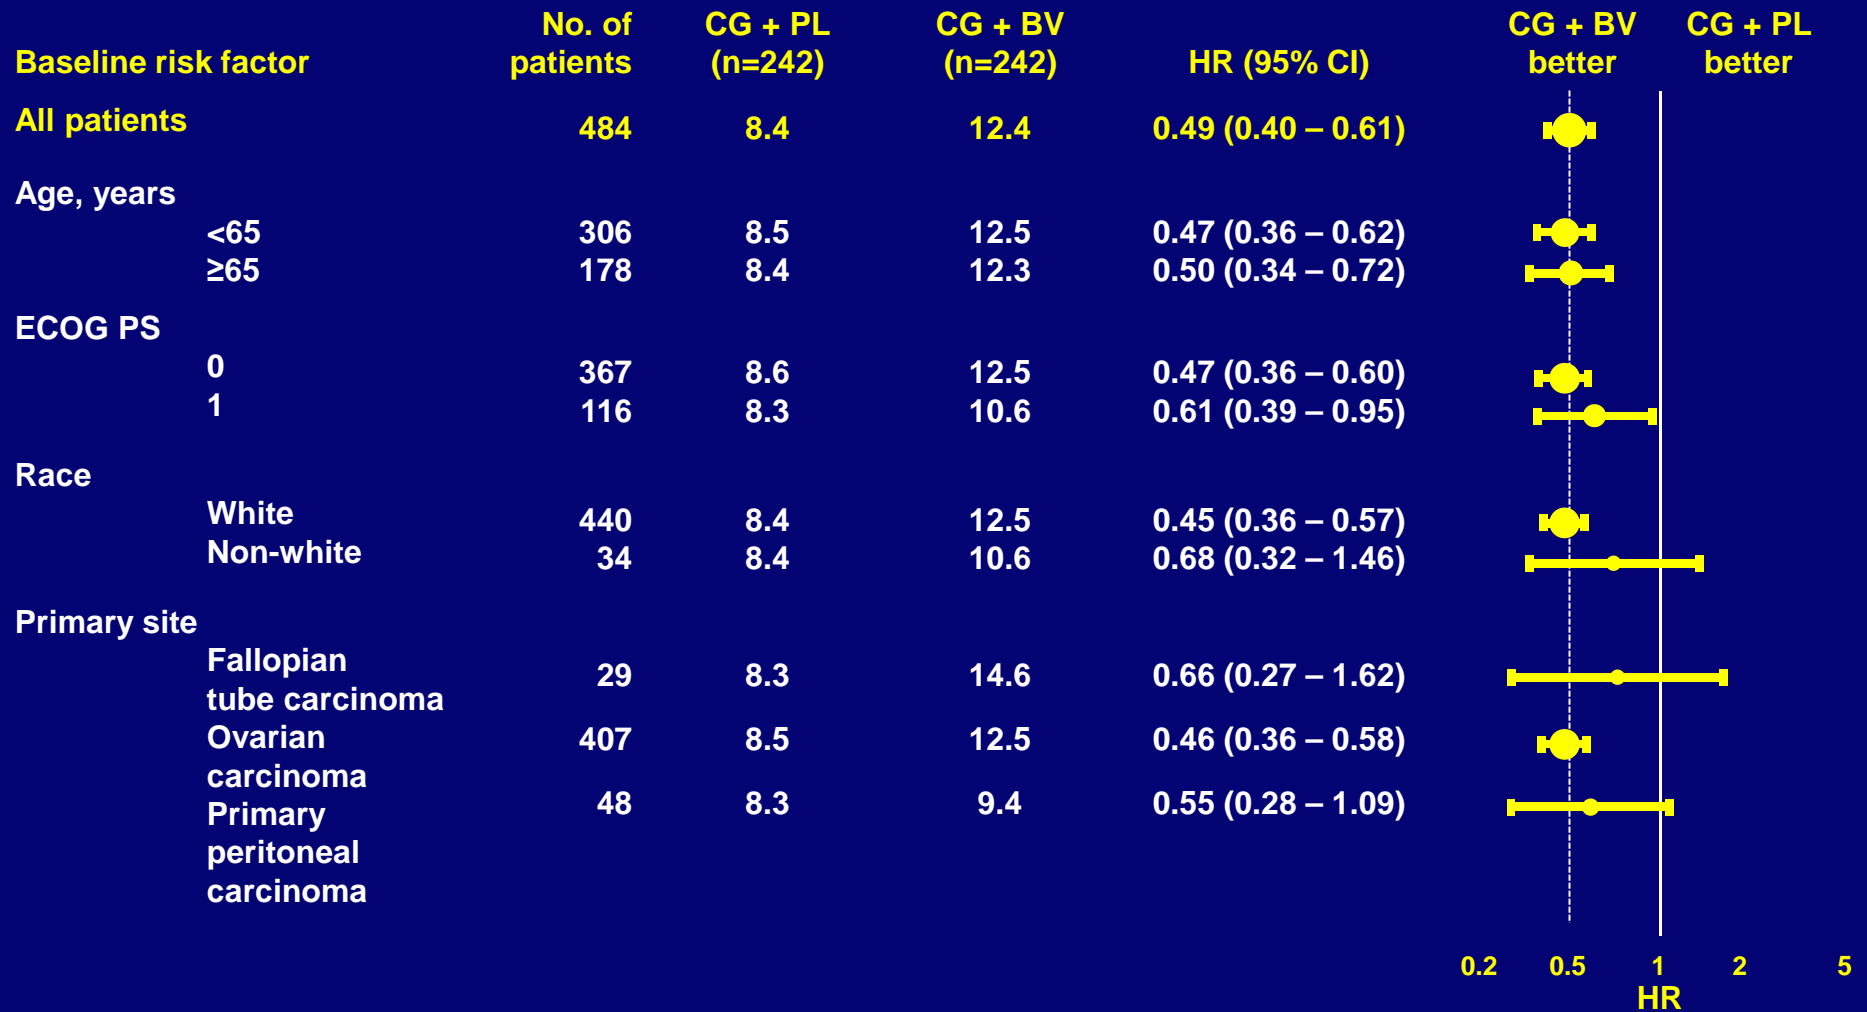 No. of CG + PL CG + BV CG + BV CG + PL
Baseline risk factor patients (n=242) (n=242) HR (95% CI) better better
All patients 484 8.4 12.4 0.49 (0.40 – 0.61)
Age, years
<65 306 8.5 12.5 0.47 (0.36 – 0.62)
≥65 178 8.4 12.3 0.50 (0.34 – 0.72)
ECOG PS
0 367 8.6 12.5 0.47 (0.36 – 0.60)
1 116 8.3 10.6 0.61 (0.39 – 0.95)
Race
White 440 8.4 12.5 0.45 (0.36 – 0.57)
Non-white 34 8.4 10.6 0.68 (0.32 – 1.46)
Primary site
Fallopian
tube carcinoma 29 8.3 14.6 0.66 (0.27 – 1.62)
Ovarian 407 8.5 12.5 0.46 (0.36 – 0.58)
carcinoma
Primary 48 8.3 9.4 0.55 (0.28 – 1.09)
peritoneal
carcinoma
0.2 0.5 1 2 5
HR